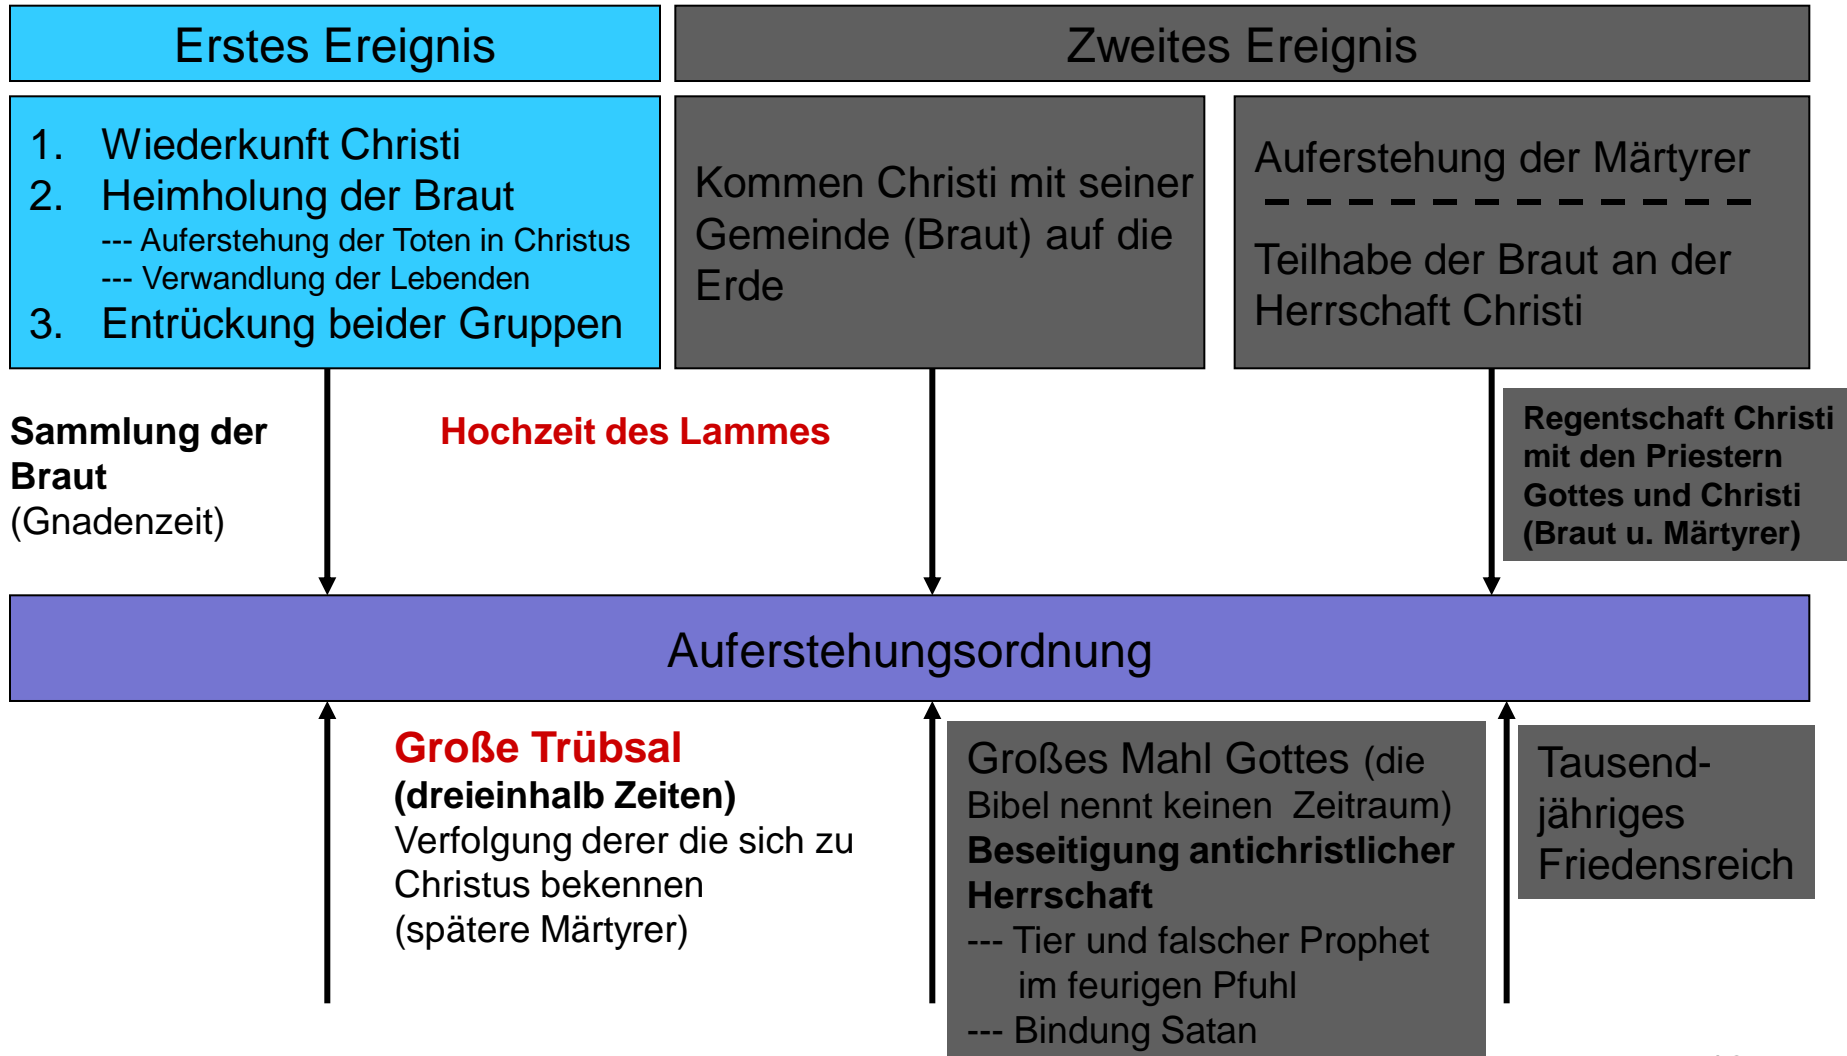 Erstes Ereignis
Zweites Ereignis
1. Wiederkunft Christi
2. Heimholung der Braut
--- Auferstehung der Toten in Christus
--- Verwandlung der Lebenden
3. Entrückung beider Gruppen
Kommen Christi mit seiner
Gemeinde (Braut) auf die
Erde
Auferstehung der Märtyrer
Teilhabe der Braut an der
Herrschaft Christi
Sammlung der
Braut
(Gnadenzeit)
Hochzeit des Lammes
Regentschaft Christi
mit den Priestern
Gottes und Christi
(Braut u. Märtyrer)
Auferstehungsordnung
Große Trübsal
(dreieinhalb Zeiten)
Verfolgung derer die sich zu
Christus bekennen
(spätere Märtyrer)
Großes Mahl Gottes (die
Bibel nennt keinen Zeitraum)
Beseitigung antichristlicher
Herrschaft
--- Tier und falscher Prophet
im feurigen Pfuhl
--- Bindung Satan
Tausend-
jähriges
Friedensreich